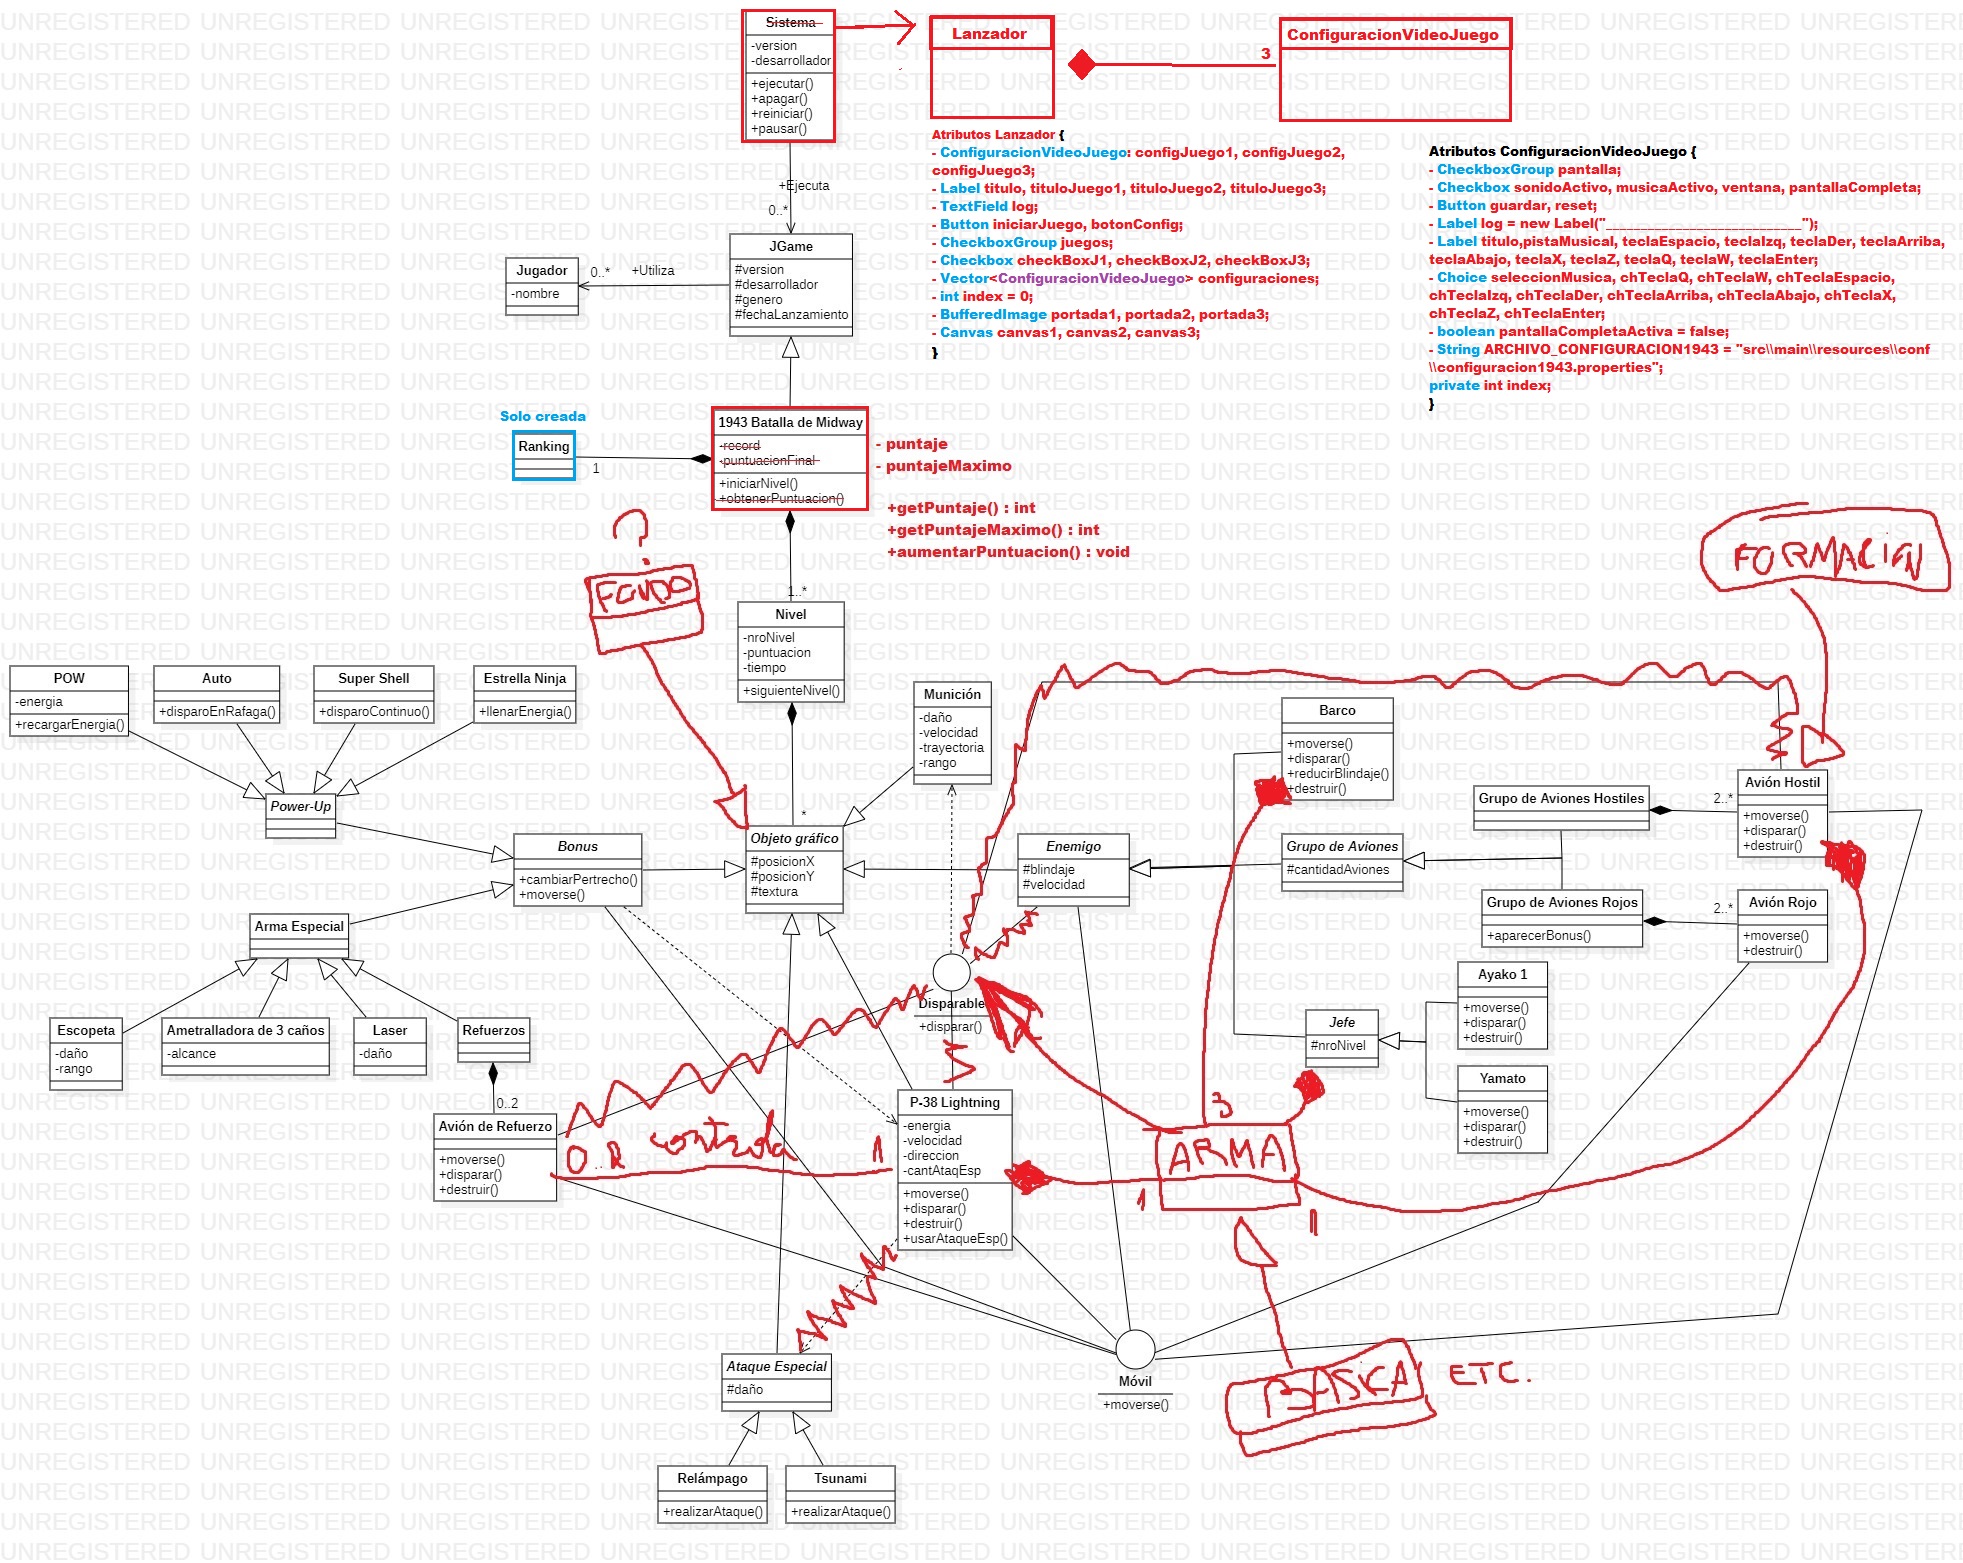 Sistema
-version
-desarrollador
+ejecutar()
+apagar()
+reiniciar()
+pausar()
Lanzador
3
ConfiguracionVideoJuego
Atributos Lanzador {
- ConfiguracionVideoJuego: configJuego1, configJuego2,
configJuego3;
- Label titulo, tituloJuego1, tituloJuego2, tituloJuego3;
- TextField log;
- Button iniciarJuego, botonConfig;
- CheckboxGroup juegos;
- Checkbox checkBoxJ1, checkBoxJ2, checkBoxJ3;
- Vector<ConfiguracionVideoJuego> configuraciones;
- int index = 0;
- BufferedImage portada1, portada2, portada3;
- Canvas canvas1, canvas2, canvas3;
}
Atributos ConfiguracionVideoJuego {
- CheckboxGroup pantalla;
- Checkbox sonidoActivo, musicaActivo, ventana, pantallaCompleta;
- Button guardar, reset;
- Label log = new Label("___________________________");
- Label titulo,pistaMusical, teclaEspacio, teclaIzq, teclaDer, teclaArriba,
teclaAbajo, teclaX, teclaZ, teclaQ, teclaW, teclaEnter;
- Choice seleccionMusica, chTeclaQ, chTeclaW, chTeclaEspacio,
chTeclaIzq, chTeclaDer, chTeclaArriba, chTeclaAbajo, chTeclaX,
chTeclaZ, chTeclaEnter;
- boolean pantallaCompletaActiva = false;
- String ARCHIVO_CONFIGURACION1943 = "src\\main\\resources\\conf
\\configuracion1943.properties";
private int index;
}
+Ejecuta
0..*
JGame
#version
#desarrollador
#genero
#fechaLanzamiento
Jugador
-nombre
0..*
+Utiliza
Solo creada
Ranking
1
1943 Batalla de Midway
-record
-puntuacionFinal
+iniciarNivel()
+obtenerPuntuacion()
- puntaje
- puntajeMaximo
+getPuntaje() : int
+getPuntajeMaximo() : int
+aumentarPuntuacion() : void
?
FONDO
FORMACION
1..*
Nivel
-nroNivel
-puntuacion
-tiempo
+siguienteNivel()
POW
-energia
+recargarEnergia()
Auto
+disparoEnRafaga()
Super Shell
+disparoContinuo()
Estrella Ninja
+llenarEnergia()
Munición
-daño
-velocidad
-trayectoria
-rango
Barco
+moverse()
+disparar()
+reducirBlindaje()
+destruir()
Power-Up
*
Objeto gráfico
#posicionX
#posicionY
#textura
Bonus
+cambiarPertrecho()
+moverse()
Enemigo
#blindaje
#velocidad
Grupo de Aviones
#cantidadAviones
Grupo de Aviones Hostiles
2..*
Avión Hostil
+moverse()
+disparar()
+destruir()
Grupo de Aviones Rojos
+aparecerBonus()
2..*
Avión Rojo
+moverse()
+destruir()
Arma Especial
Escopeta
-daño
-rango
Ametralladora de 3 caños
-alcance
Laser
-daño
Refuerzos
0..2
Disparable
+disparar()
Jefe
#nroNivel
Ayako 1
+moverse()
+disparar()
+destruir()
Yamato
+moverse()
+disparar()
+destruir()
Avión de Refuerzo
+moverse()
+disparar()
+destruir()
1
P-38 Lightning
-energia
-velocidad
-direccion
-cantAtaqEsp
+moverse()
+disparar()
+destruir()
+usarAtaqueEsp()
3
ARMA
1
Ataque Especial
#daño
Móvil
+moverse()
BASICA
ETC.
Relámpago
+realizarAtaque()
Tsunami
+realizarAtaque()
UNREGISTERED